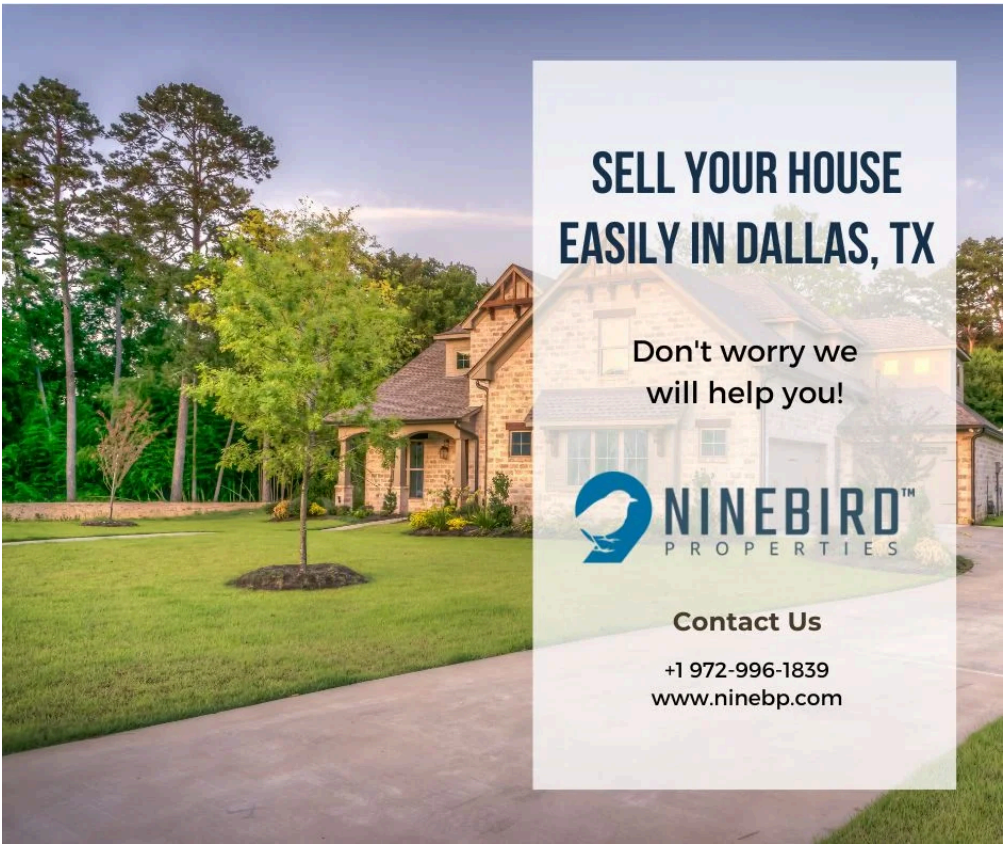 SELL YOUR HOUSE
EASILY IN DALLAS, TX
Don't worry we
will help you!
NINEBIRD™
PROPERTIES
Contact Us
+1 972-996-1839
www.ninebp.com